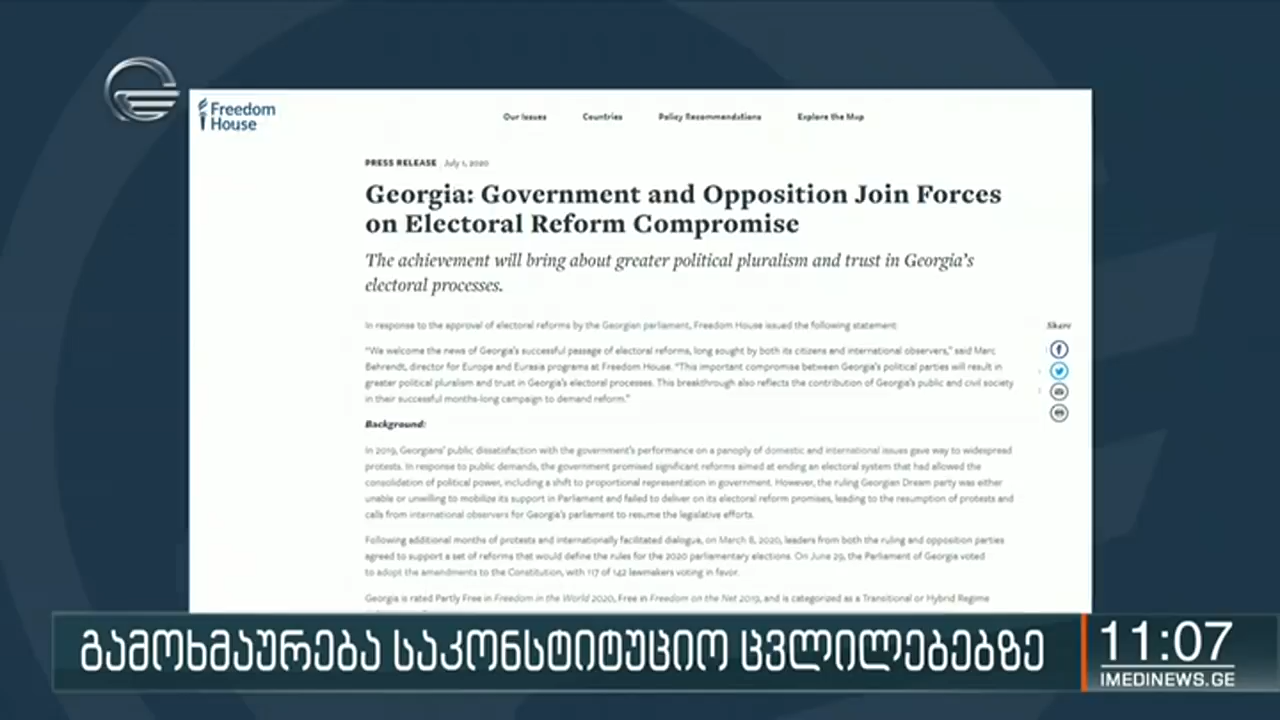 Freedom
House
Our Issues Countries Policy Recommendations Explore the Map
PRESS RELEASE July 1, 2020
Georgia: Government and Opposition Join Forces
on Electoral Reform Compromise
The achievement will bring about greater political pluralism and trust in Georgia's
electoral processes.
In response to the approval of electoral reforms by the Georgian parliament, Freedom House issued the following statement:
Share
"We welcome the news of Georgia's successful passage of electoral reforms, long sought by both its citizens and international observers," said Marc
Behrendt, director for Europe and Eurasia programs at Freedom House. "This important compromise between Georgia's political parties will result in
greater political pluralism and trust in Georgia's electoral processes. This breakthrough also reflects the contribution of Georgia's public and civil society
in their successful months-long campaign to demand reform."
Background:
In 2019, Georgians' public dissatisfaction with the government's performance on a panoply of domestic and international issues gave way to widespread
protests. In response to public demands, the government promised significant reforms aimed at ending an electoral system that had allowed the
consolidation of political power, including a shift to proportional representation in government. However, the ruling Georgian Dream party was either
unable or unwilling to mobilize its support in Parliament and failed to deliver on its electoral reform promises, leading to the resumption of protests and
calls from international observers for Georgia's parliament to resume the legislative efforts.
Following additional months of protests and internationally facilitated dialogue, on March 8, 2020, leaders from both the ruling and opposition parties
agreed to support a set of reforms that would define the rules for the 2020 parliamentary elections. On June 29, the Parliament of Georgia voted
to adopt the amendments to the Constitution, with 117 of 142 lawmakers voting in favor.
Georgia is rated Partly Free in Freedom in the World 2020, Free in Freedom on the Net 2019, and is categorized as a Transitional or Hybrid Regime
გამოხმაურება საკონსტიტუციო ცვლილებებზე
11:07
IMEDINEWS.GE